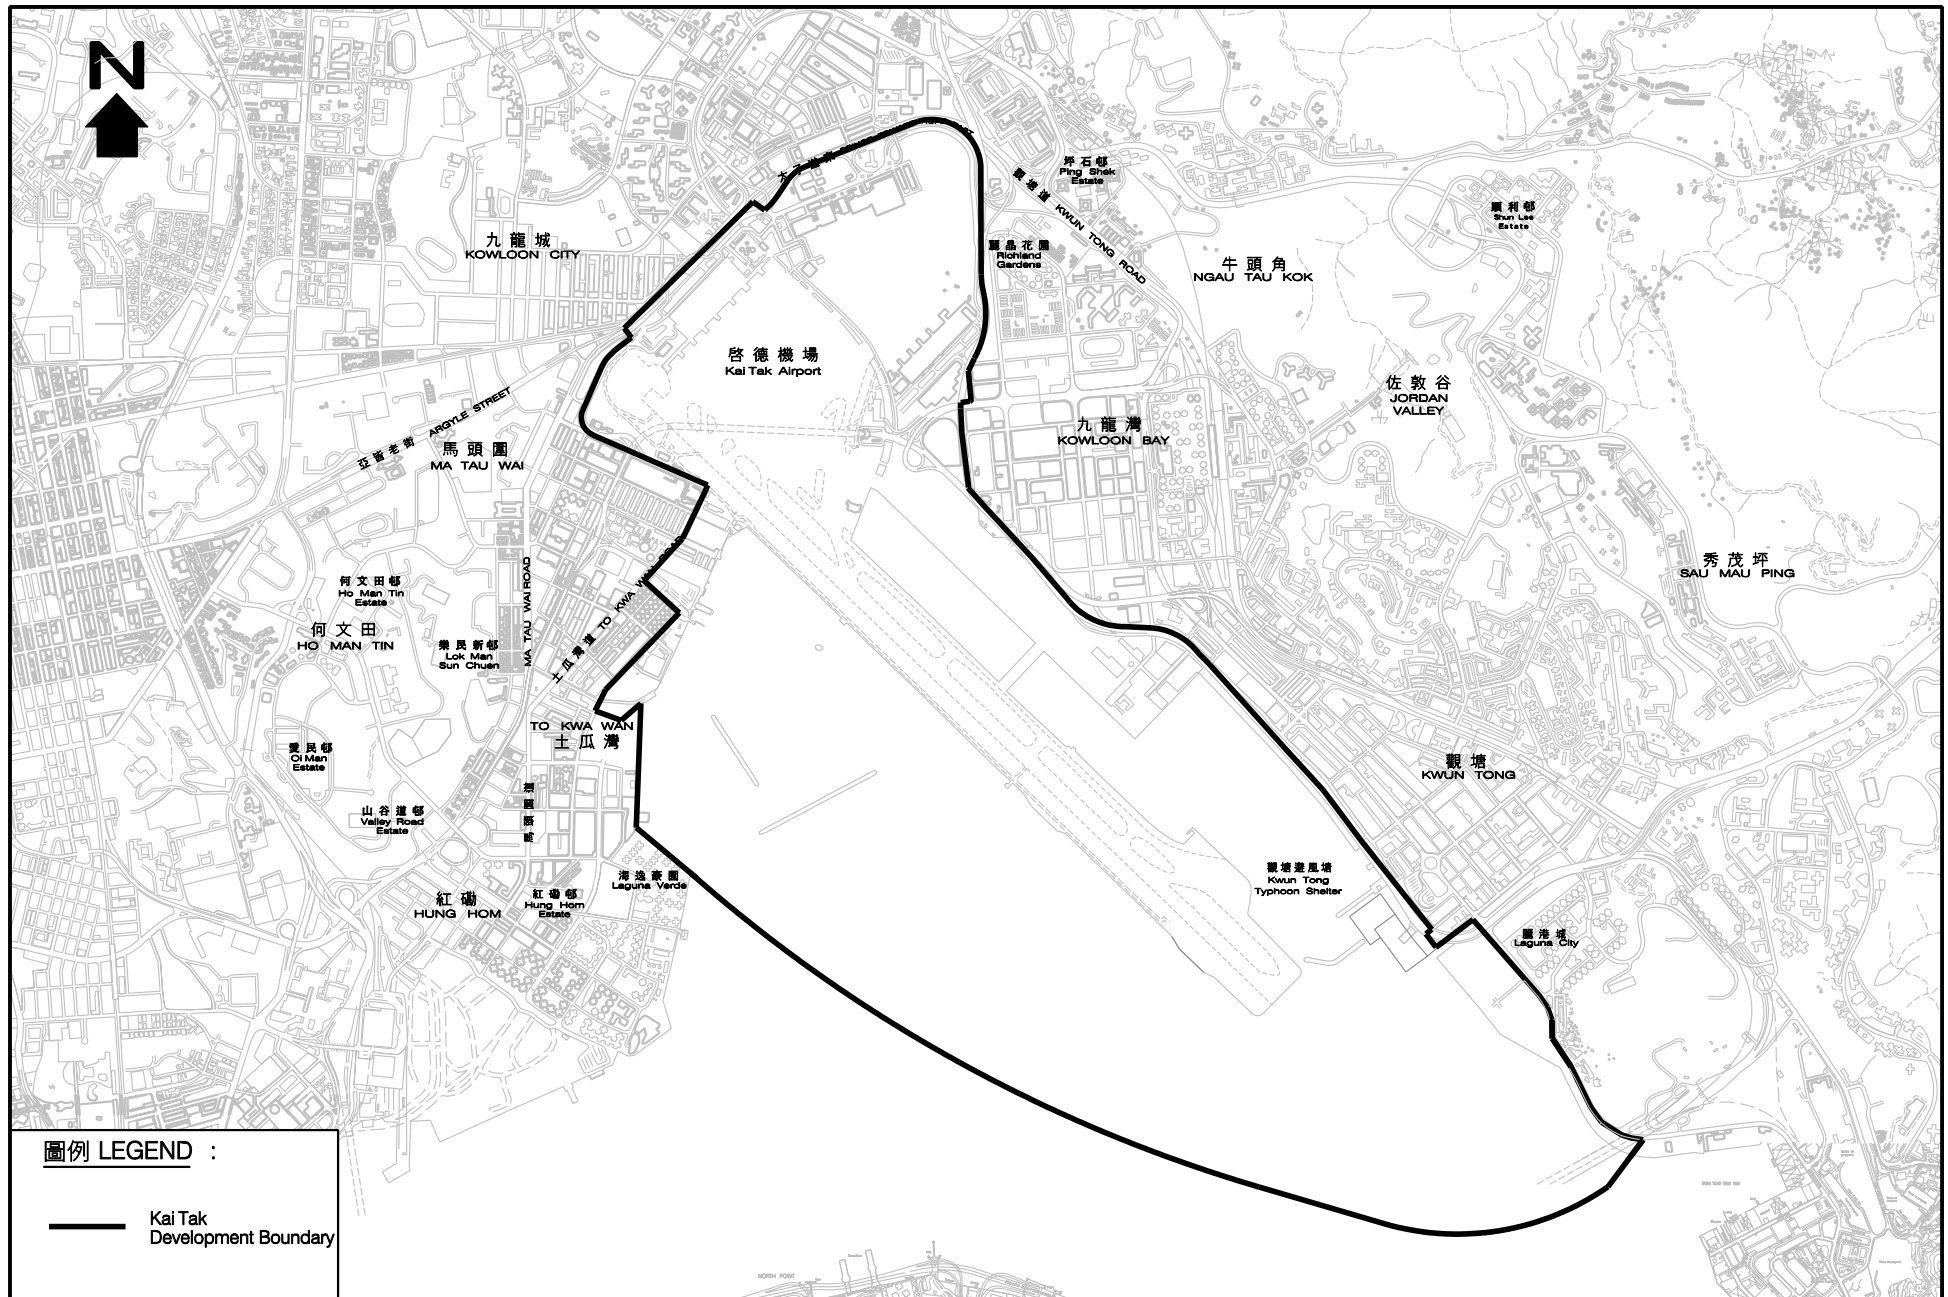 N
坪石邨
Ping Shek
Estate
觀塘道 KWUN TONG ROAD
順利邨
Shun Lee
Estate
九龍城
KOWLOON CITY
麗晶花園
Richland
Gardens
牛頭角
NGAU TAU KOK
啓德機場
Kai Tak Airport
佐敦谷
JORDAN
VALLEY
亞皆老街 ARGYLE STREET
馬頭圍
MA TAU WAI
九龍灣
KOWLOON BAY
秀茂坪
SAU MAU PING
何文田邨
Ho Man Tin
Estate
何文田
HO MAN TIN
樂民新邨
Lok Man
Sun Chuen
MA TAU WAI ROAD
土瓜灣道 TO KWA WAN ROAD
TO KWA WAN
土瓜灣
愛民邨
Oi Man
Estate
觀塘
KWUN TONG
山谷道邨
Valley Road
Estate
馬頭圍道
觀塘避風塘
Kwun Tong
Typhoon Shelter
海逸豪園
Laguna Verde
紅磡
HUNG HOM
紅磡邨
Hung Hom
Estate
麗港城
Laguna City
圖例 LEGEND :
Kai Tak
Development Boundary
NORTH POINT